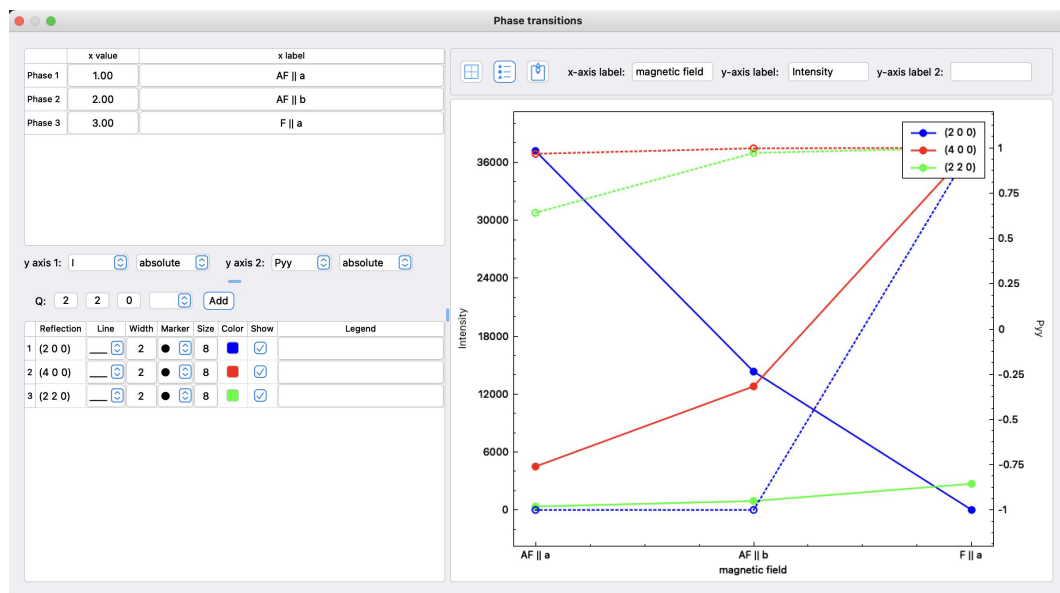 Phase transitions
x value x label
Phase 1 1.00 AF || a
Phase 2 2.00 AF || b
Phase 3 3.00 F || a
y axis 1: I absolute y axis 2: Pyy absolute
Q: 2 2 0 Add
Reflection Line Width Marker Size Color Show Legend
1 (2 0 0) 2 8
2 (4 0 0) 2 8
3 (2 2 0) 2 8
x-axis label: magnetic field y-axis label: Intensity y-axis label 2:
(2 0 0)
(4 0 0)
(2 2 0)
36000
30000
24000
18000
12000
6000
0
Intensity
1
0.75
0.5
0.25
0
-0.25
-0.5
-0.75
-1
Pyy
AF || a AF || b F || a
magnetic field